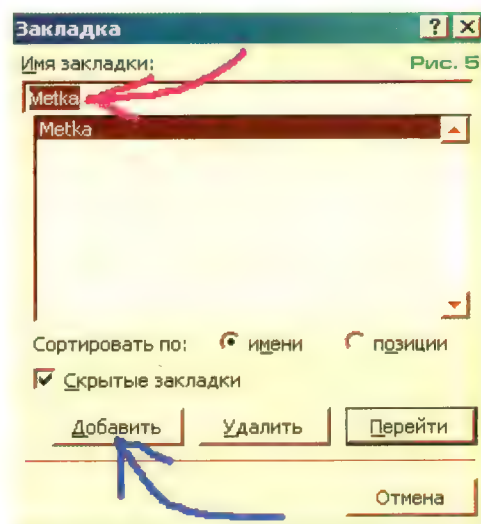 Закладка
Имя закладки:
Рис. 5
Metka
Metka
Сортировать по: имени позиции
Скрытые закладки
Добавить Удалить Перейти
Отмена